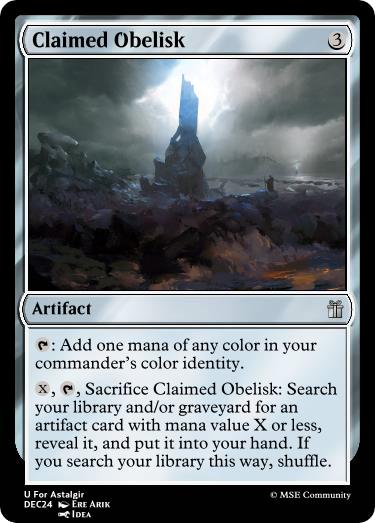 Claimed Obelisk 3
Artifact
: Add one mana of any color in your
commander's color identity.
X, , Sacrifice Claimed Obelisk: Search
your library and/or graveyard for an
artifact card with mana value X or less,
reveal it, and put it into your hand. If
you search your library this way, shuffle.
U For Astalgir
DEC24 Ere Arik © MSE Community
Idea